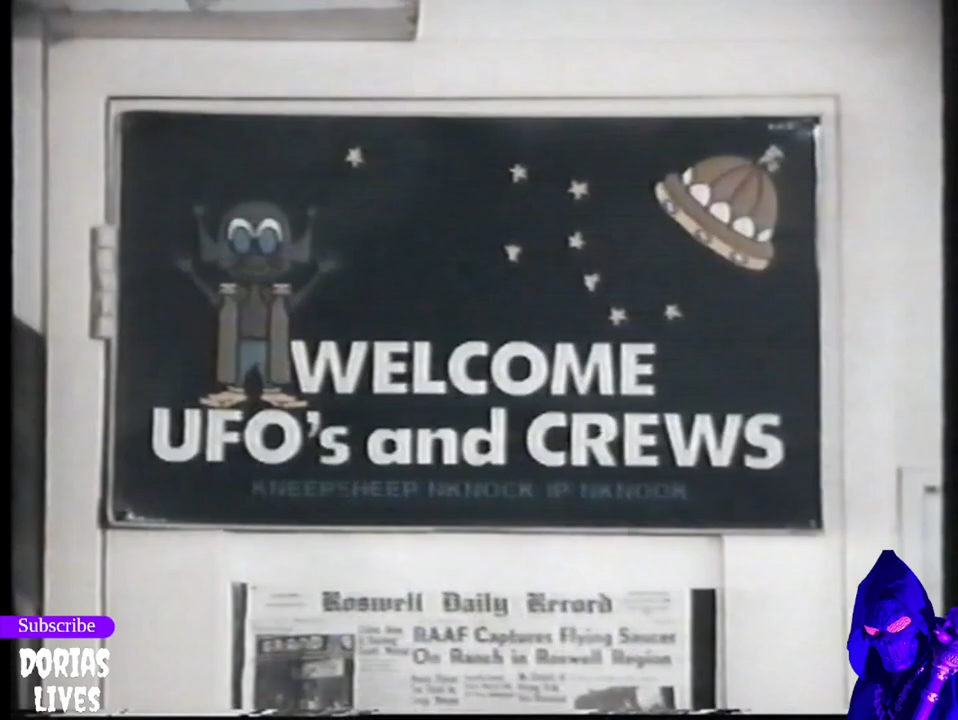 WELCOME
UFO's and CREWS
KNEEPSHEEP NKNOCK IP NKNOOK
Roswell Daily Record
RAAF Captures Flying Saucer
On Ranch in Roswell Region
Subscribe
DORIAS
LIVES